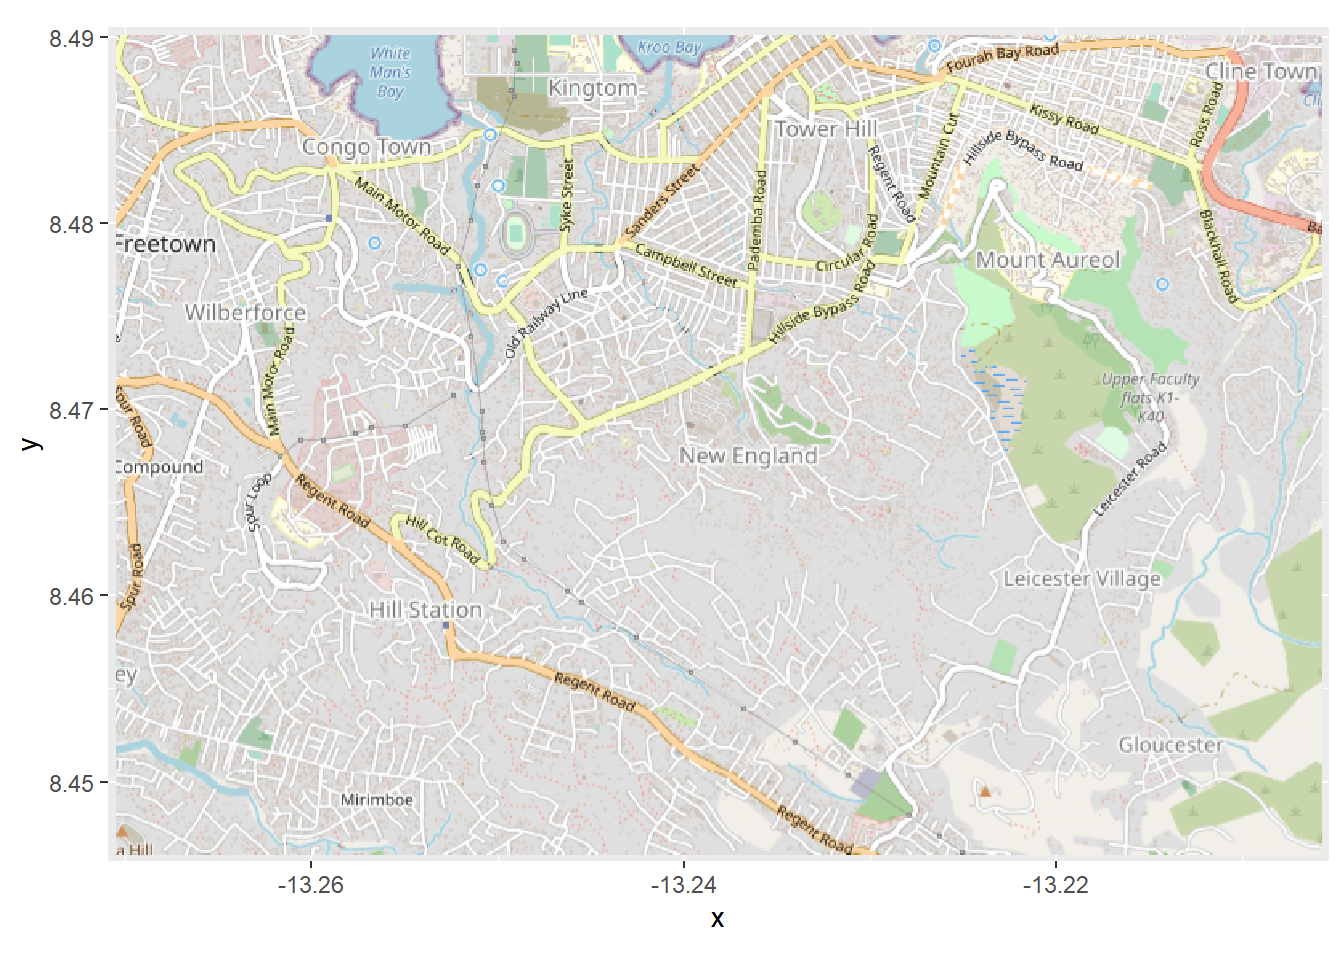 8.49
8.48
8.47
8.46
8.45
y
-13.26
-13.24
-13.22
x
White
Man's
Bay
Kroo Bay
Kingtom
Fourah Bay Road
Cline Town
Congo Town
Tower Hill
Kissy Road
Ross Road
Hillside Bypass Road
Mountain Cut
Regent Road
Main Motor Road
Syke Street
Sanders Street
Pademba Road
Circular Road
Campbell Street
Blackhall Road
Freetown
Mount Aureol
Wilberforce
Old Railway Line
Hillside Bypass Road
Main Motor Road
Upper Faculty
flats K1-
K40
New England
Compound
Spur Loop
Regent Road
Hill Cot Road
Leicester Road
Spur Road
Leicester Village
Hill Station
Regent Road
Gloucester
Mirimboe
Regent Road
a Hill